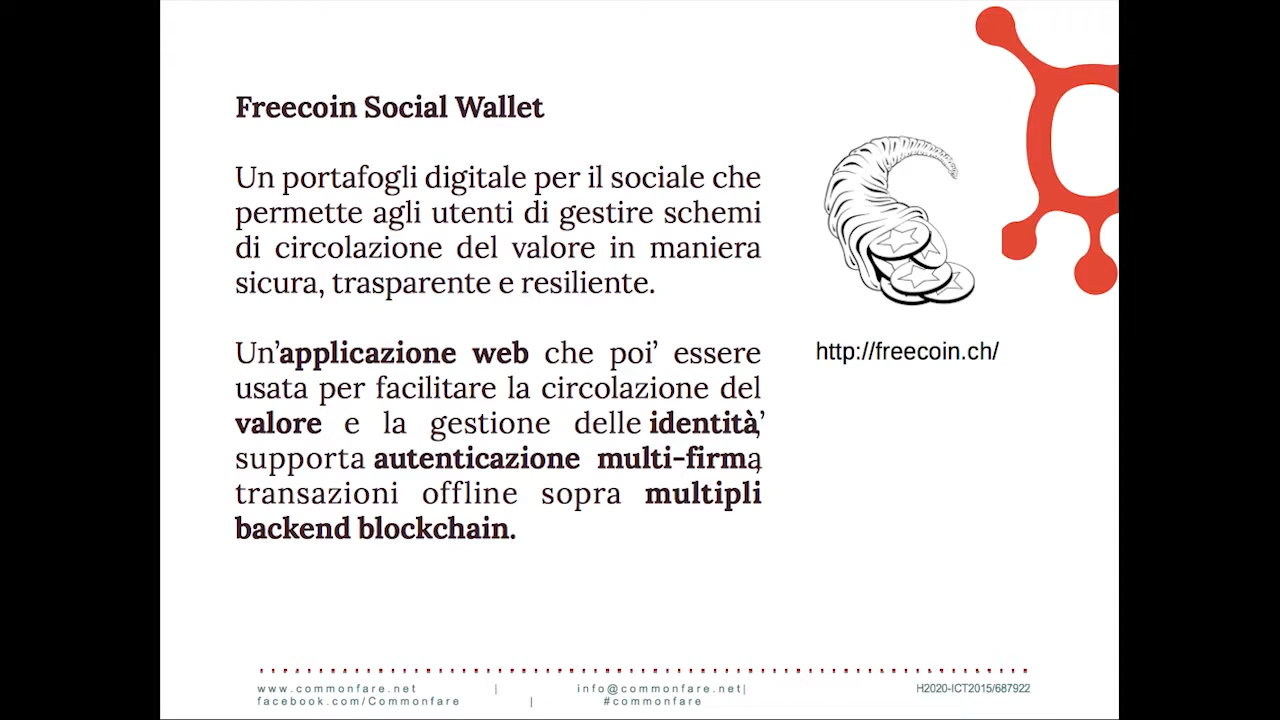 Freecoin Social Wallet
Un portafogli digitale per il sociale che
permette agli utenti di gestire schemi
di circolazione del valore in maniera
sicura, trasparente e resiliente.
Un'applicazione web che poi' essere
usata per facilitare la circolazione del
valore e la gestione delle identità,'
supporta autenticazione multi-firma,
transazioni offline sopra multipli
backend blockchain.
http://freecoin.ch/
www.commonfare.net | info@commonfare.net| H2020-ICT2015/687922
facebook.com/Commonfare | #commonfare